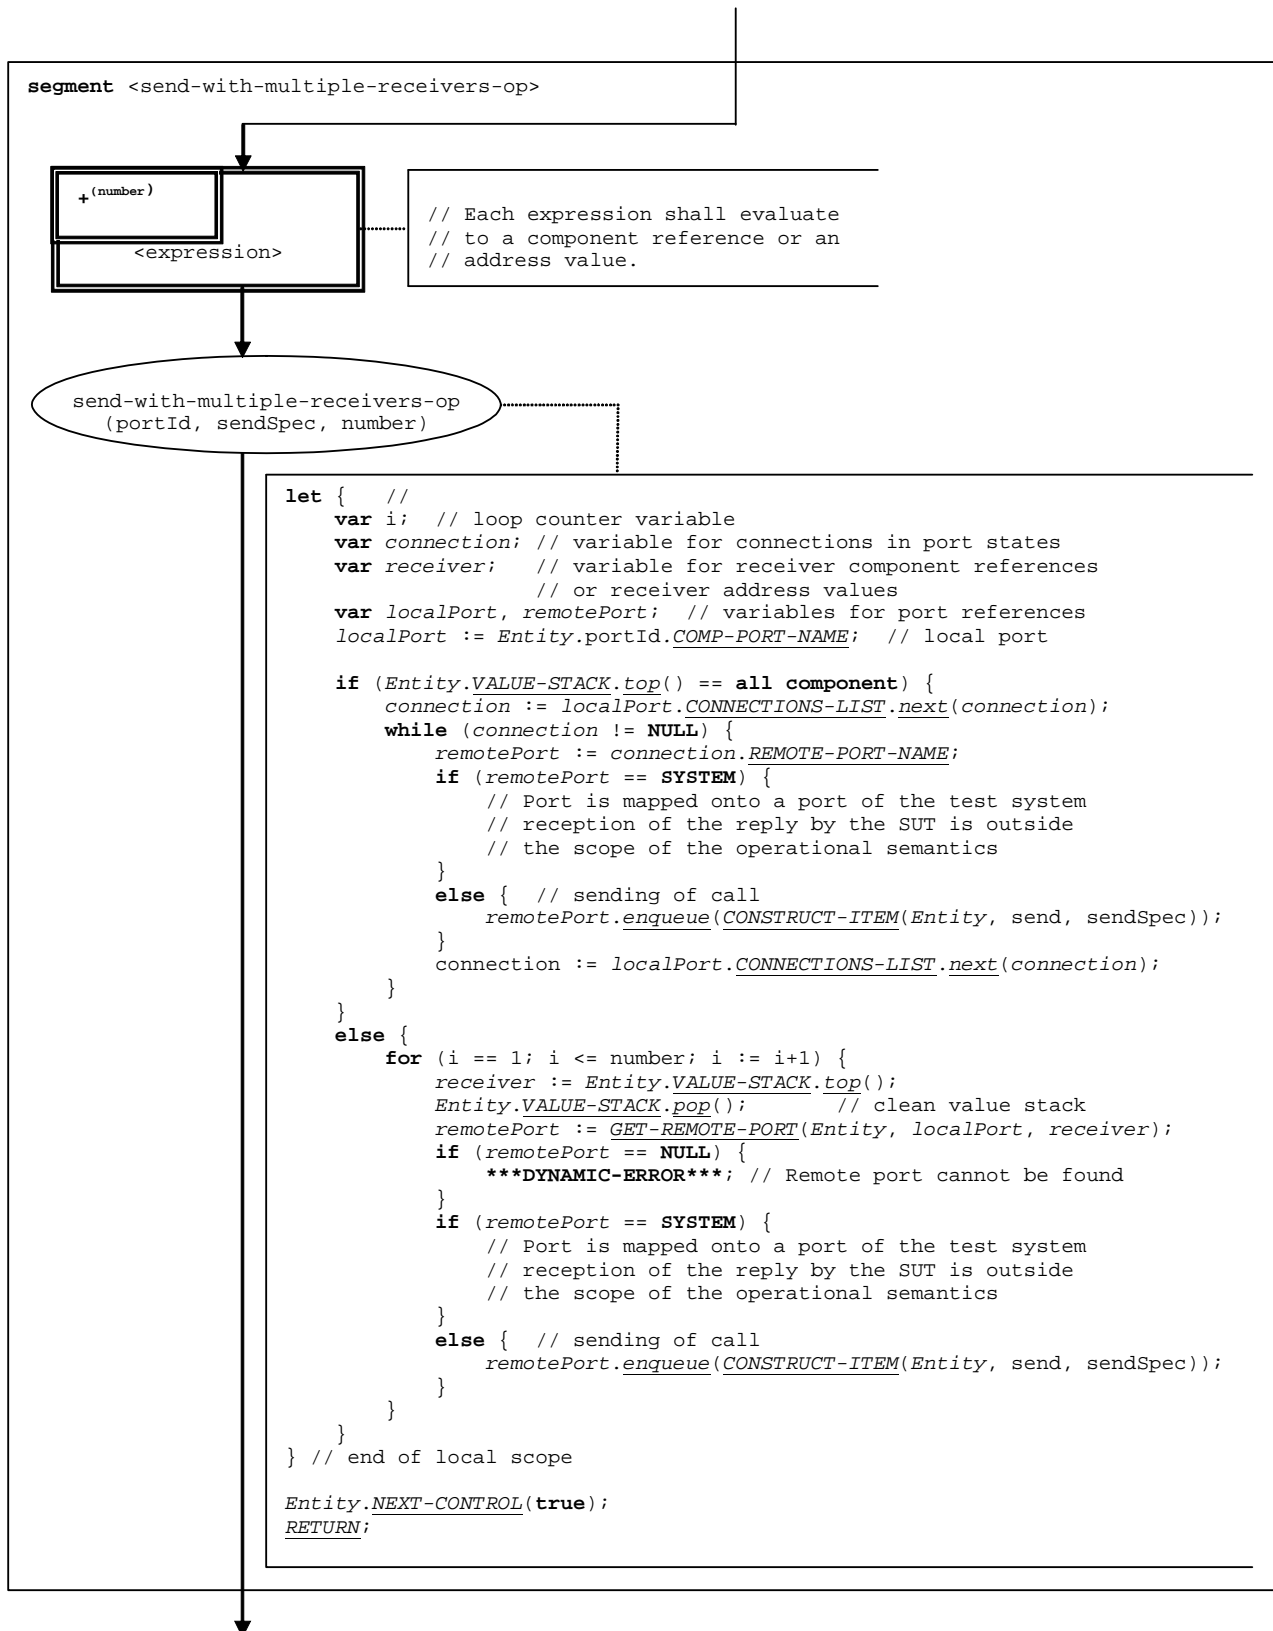 segment <send-with-multiple-receivers-op>
+(number)
<expression>
// Each expression shall evaluate
// to a component reference or an
// address value.
send-with-multiple-receivers-op
(portId, sendSpec, number)
let {   //
    var i;  // loop counter variable
    var connection; // variable for connections in port states
    var receiver;   // variable for receiver component references
                    // or receiver address values
    var localPort, remotePort;  // variables for port references
    localPort := Entity.portId.COMP-PORT-NAME;  // local port
    if (Entity.VALUE-STACK.top() == all component) {
        connection := localPort.CONNECTIONS-LIST.next(connection);
        while (connection != NULL) {
            remotePort := connection.REMOTE-PORT-NAME;
            if (remotePort == SYSTEM) {
                // Port is mapped onto a port of the test system
                // reception of the reply by the SUT is outside
                // the scope of the operational semantics
            }
            else {  // sending of call
                remotePort.enqueue(CONSTRUCT-ITEM(Entity, send, sendSpec));
            }
            connection := localPort.CONNECTIONS-LIST.next(connection);
        }
    }
    else {
        for (i == 1; i <= number; i := i+1) {
            receiver := Entity.VALUE-STACK.top();
            Entity.VALUE-STACK.pop();       // clean value stack
            remotePort := GET-REMOTE-PORT(Entity, localPort, receiver);
            if (remotePort == NULL) {
                ***DYNAMIC-ERROR***; // Remote port cannot be found
            }
            if (remotePort == SYSTEM) {
                // Port is mapped onto a port of the test system
                // reception of the reply by the SUT is outside
                // the scope of the operational semantics
            }
            else {  // sending of call
                remotePort.enqueue(CONSTRUCT-ITEM(Entity, send, sendSpec));
            }
        }
    }
} // end of local scope
Entity.NEXT-CONTROL(true);
RETURN;